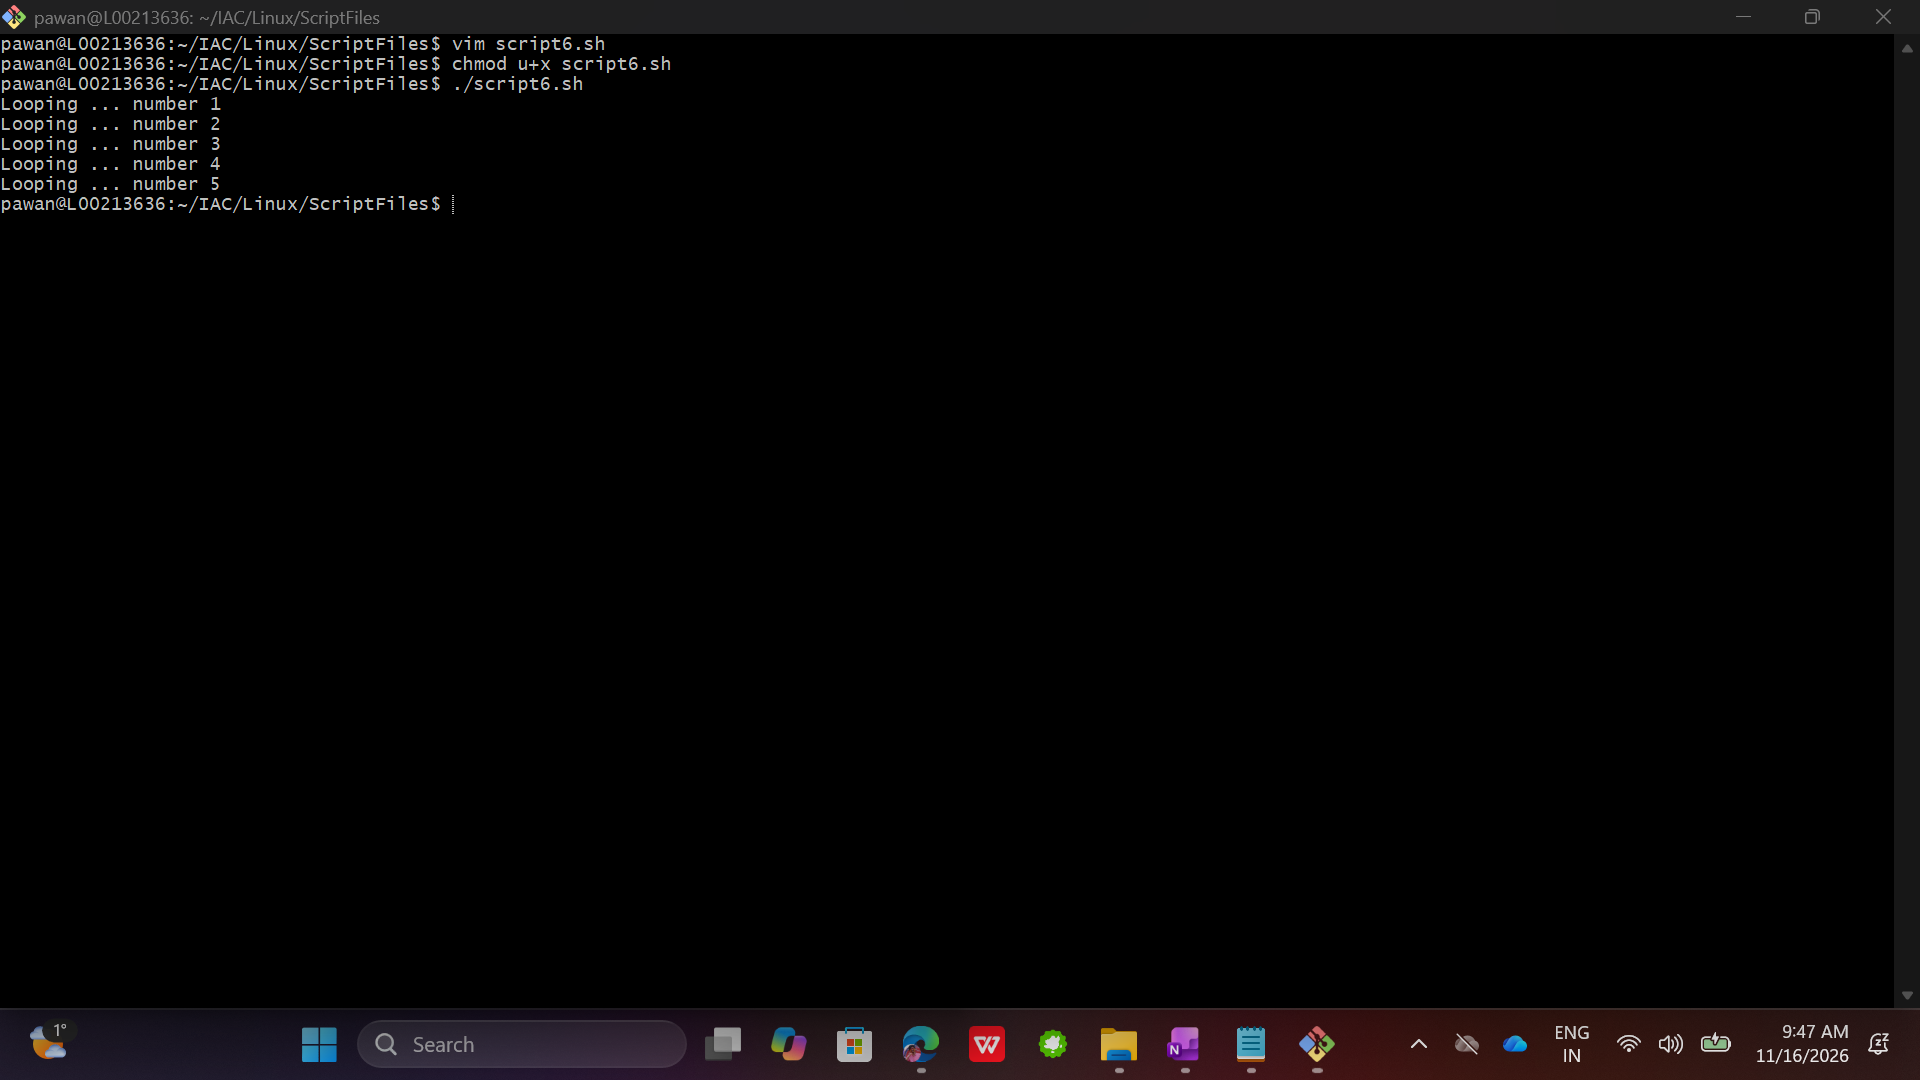 pawan@L00213636: ~/IAC/Linux/ScriptFiles
pawan@L00213636:~/IAC/Linux/ScriptFiles$ vim script6.sh
pawan@L00213636:~/IAC/Linux/ScriptFiles$ chmod u+x script6.sh
pawan@L00213636:~/IAC/Linux/ScriptFiles$ ./script6.sh
Looping ... number 1
Looping ... number 2
Looping ... number 3
Looping ... number 4
Looping ... number 5
pawan@L00213636:~/IAC/Linux/ScriptFiles$
1°
Search
W
N
ENG
IN
9:47 AM
11/16/2026